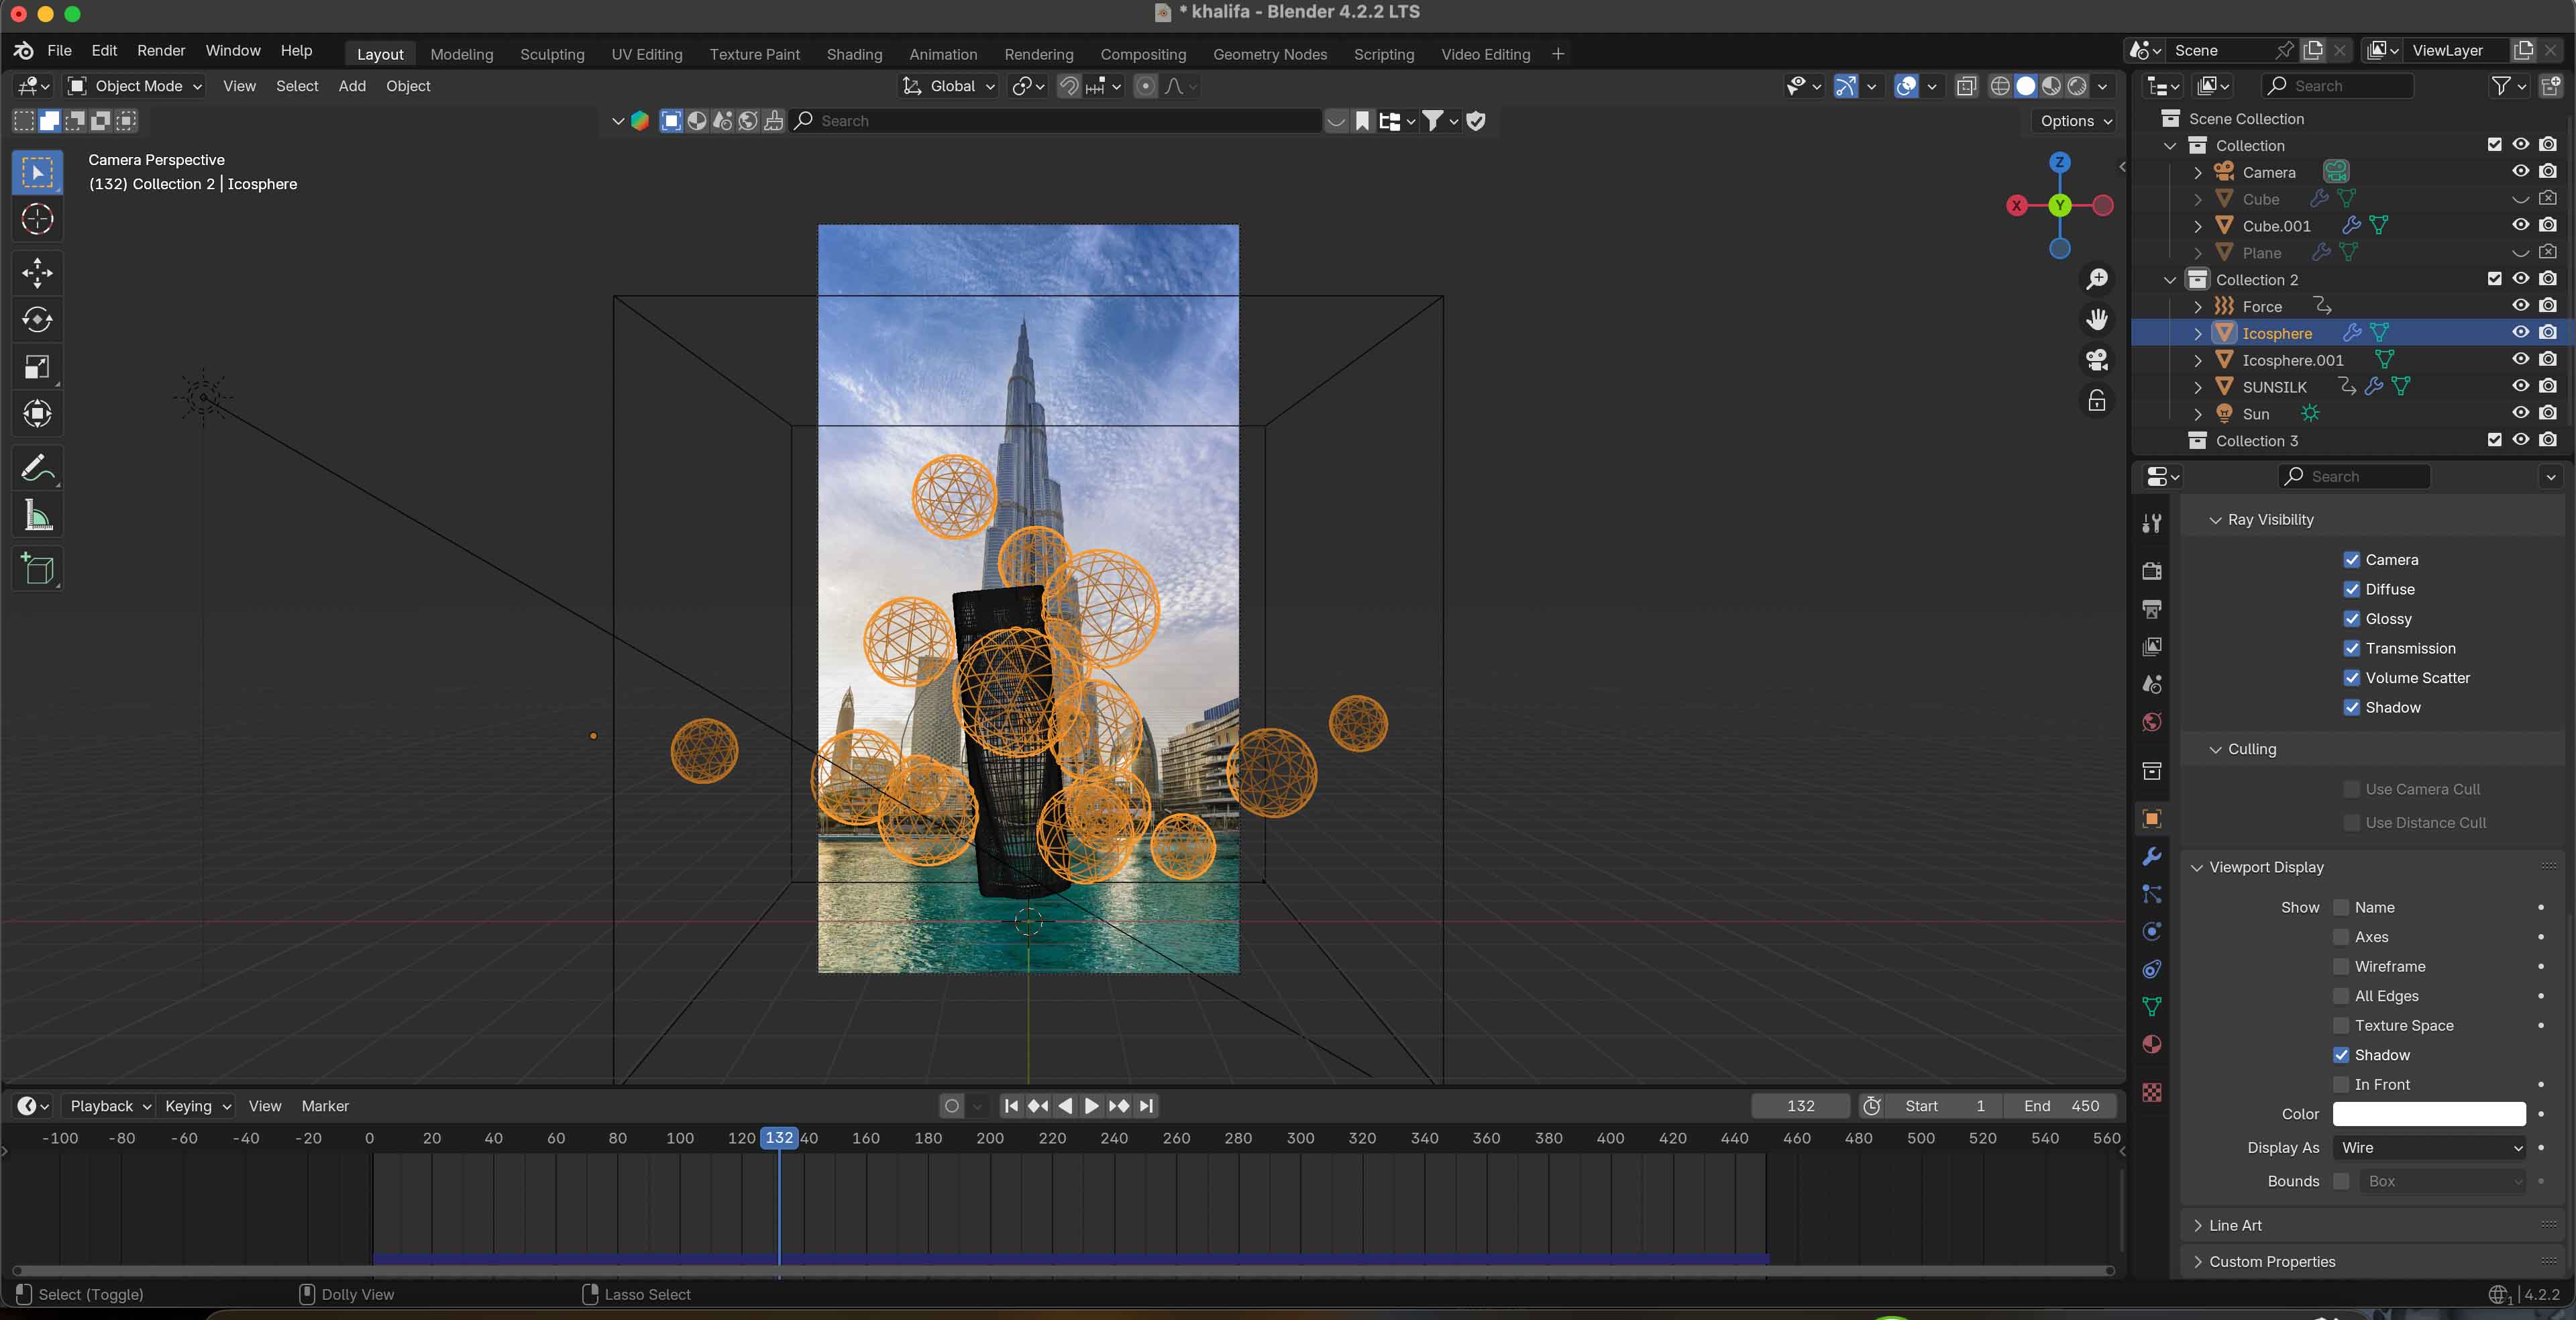 * khalifa - Blender 4.2.2 LTS
File Edit Render Window Help Layout Modeling Sculpting UV Editing Texture Paint Shading Animation Rendering Compositing Geometry Nodes Scripting Video Editing + Scene ViewLayer
Object Mode View Select Add Object Global Search
Search Options
Camera Perspective
(132) Collection 2 | Icosphere
Z
X Y
Scene Collection
Collection
Camera
Cube
Cube.001
Plane
Collection 2
Force
Icosphere
Icosphere.001
SUNSILK
Sun
Collection 3
Search
Ray Visibility
Camera
Diffuse
Glossy
Transmission
Volume Scatter
Shadow
Culling
Use Camera Cull
Use Distance Cull
Viewport Display
Show Name
Axes
Wireframe
All Edges
Texture Space
Shadow
In Front
Color
Display As Wire
Bounds Box
Line Art
Custom Properties
Playback Keying View Marker 132 Start 1 End 450
-100 -80 -60 -40 -20 0 20 40 60 80 100 120 132 40 160 180 200 220 240 260 280 300 320 340 360 380 400 420 440 460 480 500 520 540 560
Select (Toggle) Dolly View Lasso Select 1 | 4.2.2